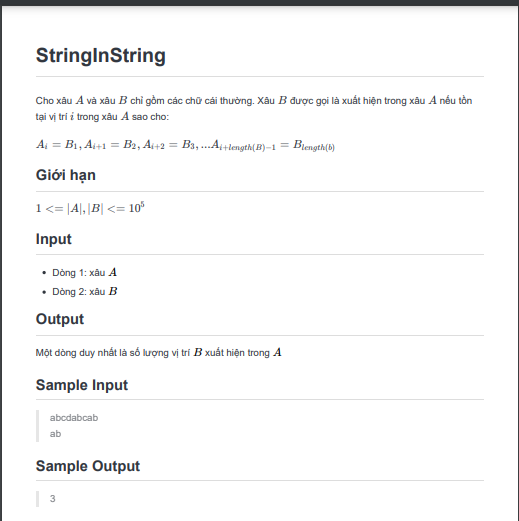 StringInString
Cho xâu A và xâu B chỉ gồm các chữ cái thường. Xâu B được gọi là xuất hiện trong xâu A nếu tồn
tại vị trí i trong xâu A sao cho:
A_i = B_1, A_{i+1} = B_2, A_{i+2} = B_3, ...A_{i+length(B)−1} = B_{length(b)}
Giới hạn
1 <= |A|, |B| <= 10^5
Input
• Dòng 1: xâu A
• Dòng 2: xâu B
Output
Một dòng duy nhất là số lượng vị trí B xuất hiện trong A
Sample Input
abcdabcab
ab
Sample Output
3